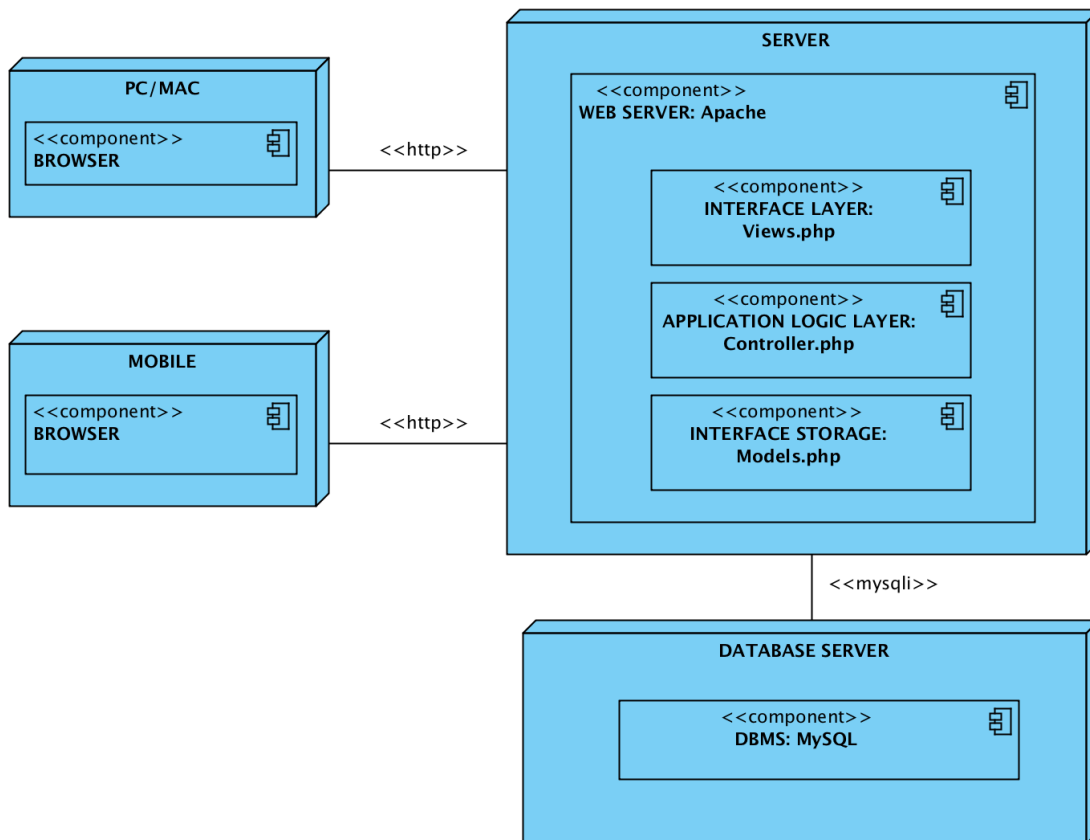 PC/MAC
<<component>>
BROWSER
<<http>>
MOBILE
<<component>>
BROWSER
<<http>>
SERVER
<<component>>
WEB SERVER: Apache
<<component>>
INTERFACE LAYER:
Views.php
<<component>>
APPLICATION LOGIC LAYER:
Controller.php
<<component>>
INTERFACE STORAGE:
Models.php
<<mysqli>>
DATABASE SERVER
<<component>>
DBMS: MySQL